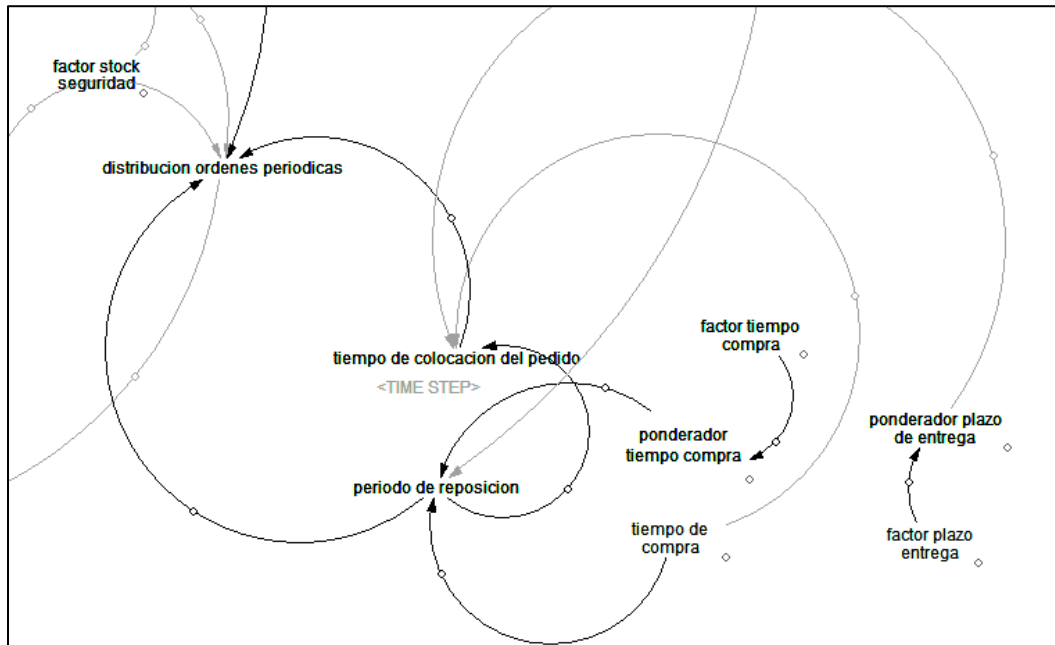 factor stock
seguridad
distribucion ordenes periodicas
factor tiempo
compra
tiempo de colocacion del pedido
<TIME STEP>
ponderador plazo
de entrega
ponderador
tiempo compra
periodo de reposicion
tiempo de
compra
factor plazo
entrega